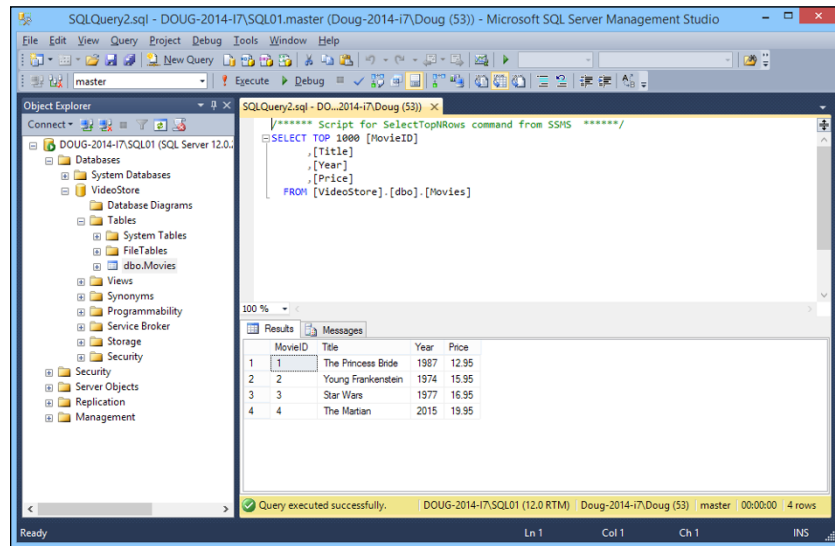 SQLQuery2.sql - DOUG-2014-I7\SQL01.master (Doug-2014-i7\Doug (53)) - Microsoft SQL Server Management Studio
File Edit View Query Project Debug Tools Window Help
New Query
master Execute Debug
Object Explorer
Connect
DOUG-2014-I7\SQL01 (SQL Server 12.0.
Databases
System Databases
VideoStore
Database Diagrams
Tables
System Tables
FileTables
dbo.Movies
Views
Synonyms
Programmability
Service Broker
Storage
Security
Security
Server Objects
Replication
Management
SQLQuery2.sql - DO...2014-i7\Doug (53))
/****** Script for SelectTopNRows command from SSMS ******/
SELECT TOP 1000 [MovieID]
,[Title]
,[Year]
,[Price]
FROM [VideoStore].[dbo].[Movies]
100 %
Results Messages
MovieID Title Year Price
1 1 The Princess Bride 1987 12.95
2 2 Young Frankenstein 1974 15.95
3 3 Star Wars 1977 16.95
4 4 The Martian 2015 19.95
Query executed successfully. DOUG-2014-I7\SQL01 (12.0 RTM) Doug-2014-i7\Doug (53) master 00:00:00 4 rows
Ready Ln 1 Col 1 Ch 1 INS